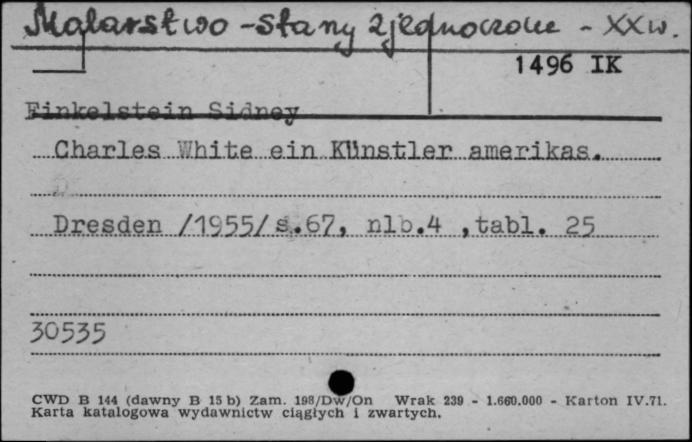 Malarstwo - Stany Zjednoczone - XX w.
1496 IK
Finkelstein Sidney
Charles White ein Künstler amerikas.
Dresden /1955/ s.67, nlb.4 ,tabl. 25
30535
CWD B 144 (dawny B 15 b) Zam. 198/Dw/On Wrak 239 - 1.660.000 - Karton IV.71.
Karta katalogowa wydawnictw ciągłych i zwartych.